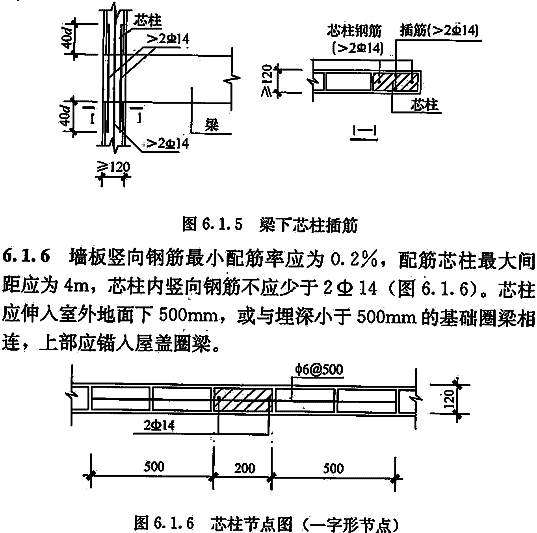 芯柱
>2Φ14
40d
40d
I I
梁
>2Φ14
≥120
芯柱钢筋 插筋(>2Φ14)
(>2Φ14)
≥120
芯柱
I—I
图 6.1.5 梁下芯柱插筋
6.1.6 墙板竖向钢筋最小配筋率应为 0.2%，配筋芯柱最大间
距应为 4m，芯柱内竖向钢筋不应少于 2Φ14（图 6.1.6）。芯柱
应伸入室外地面下 500mm，或与埋深小于 500mm 的基础圈梁相
连，上部应锚入屋盖圈梁。
ϕ6@500
120
2Φ14
500 200 500
图 6.1.6 芯柱节点图（一字形节点）